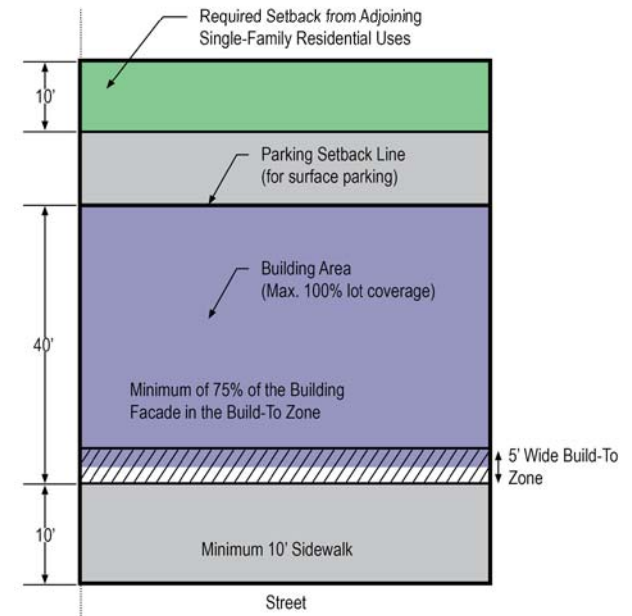 Required Setback from Adjoining
Single-Family Residential Uses
10'
Parking Setback Line
(for surface parking)
Building Area
(Max. 100% lot coverage)
40'
Minimum of 75% of the Building
Facade in the Build-To Zone
5' Wide Build-To
Zone
10'
Minimum 10' Sidewalk
Street